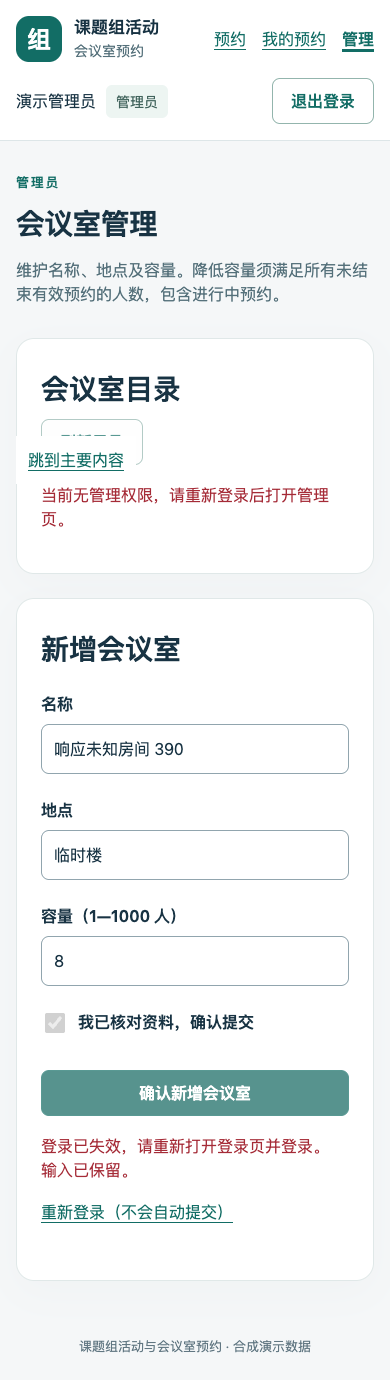 组
课题组活动
会议室预约
预约
我的预约
管理
演示管理员
管理员
退出登录
管理员
会议室管理
维护名称、地点及容量。降低容量须满足所有未结
束有效预约的人数，包含进行中预约。
会议室目录
跳到主要内容
当前无管理权限，请重新登录后打开管理
页。
新增会议室
名称
响应未知房间 390
地点
临时楼
容量（1—1000 人）
8
我已核对资料，确认提交
确认新增会议室
登录已失效，请重新打开登录页并登录。
输入已保留。
重新登录（不会自动提交）
课题组活动与会议室预约 · 合成演示数据